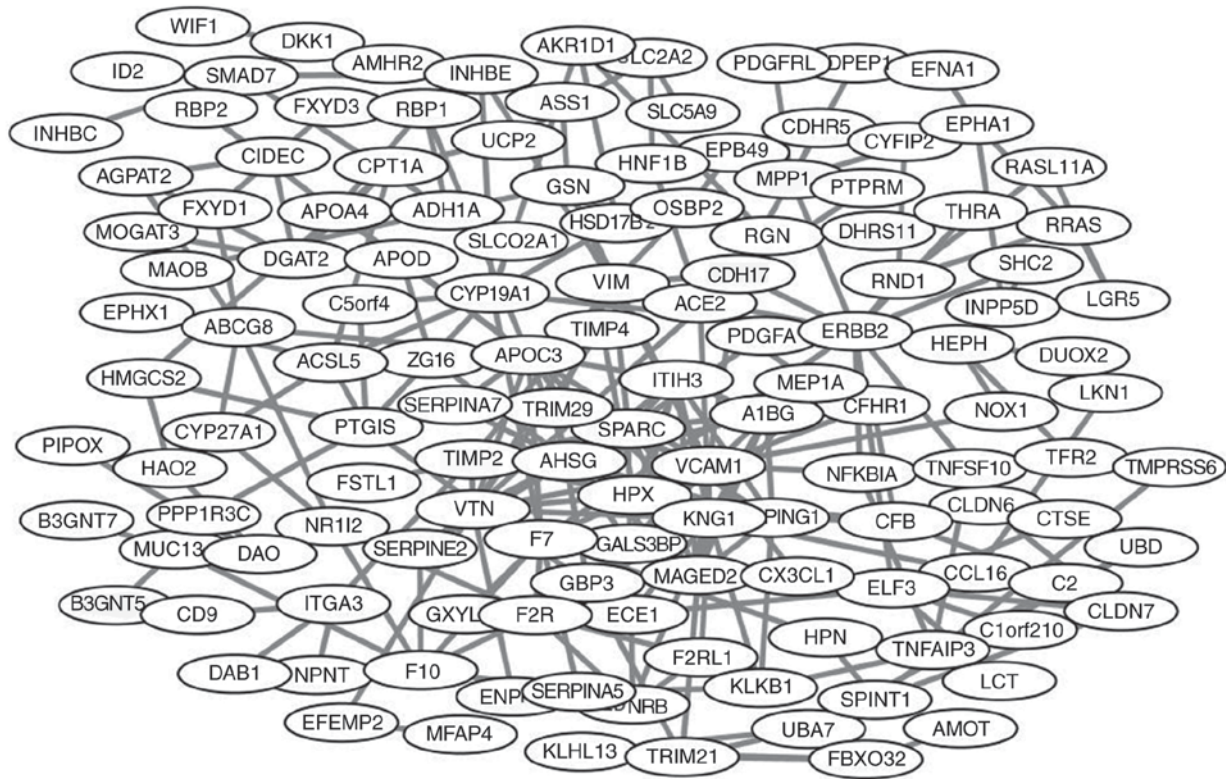 WIF1
DKK1
AKR1D1
SLC2A2
PDGFRL
DPEP1
EFNA1
ID2
SMAD7
AMHR2
INHBE
ASS1
SLC5A9
RBP2
FXYD3
RBP1
INHBC
UCP2
CDHR5
CYFIP2
EPHA1
CIDEC
CPT1A
HNF1B
EPB49
MPP1
PTPRM
RASL11A
AGPAT2
FXYD1
APOA4
ADH1A
GSN
HSD17B2
OSBP2
RGN
DHRS11
THRA
RRAS
MOGAT3
MAOB
DGAT2
APOD
SLCO2A1
VIM
CDH17
RND1
SHC2
INPP5D
LGR5
EPHX1
C5orf4
CYP19A1
ACE2
ABCG8
TIMP4
PDGFA
ERBB2
HEPH
DUOX2
HMGCS2
ACSL5
ZG16
APOC3
ITIH3
MEP1A
LKN1
SERPINA7
TRIM29
SPARC
A1BG
CFHR1
NOX1
PIPOX
CYP27A1
PTGIS
HAO2
TIMP2
AHSG
VCAM1
NFKBIA
TNFSF10
TFR2
TMPRSS6
FSTL1
HPX
B3GNT7
PPP1R3C
NR1I2
VTN
KNG1
PING1
CFB
CLDN6
CTSE
MUC13
DAO
SERPINE2
F7
GALS3BP
UBD
GBP3
MAGED2
CX3CL1
ELF3
CCL16
C2
B3GNT5
CD9
ITGA3
GXYL
F2R
ECE1
HPN
TNFAIP3
C1orf210
CLDN7
DAB1
NPNT
F10
F2RL1
KLKB1
SPINT1
LCT
ENP
SERPINA5
NRB
EFEMP2
MFAP4
KLHL13
TRIM21
UBA7
FBXO32
AMOT